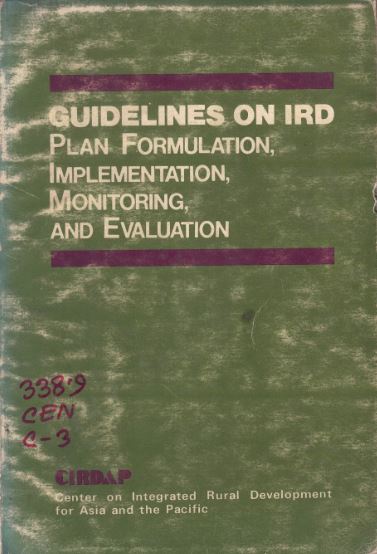 GUIDELINES ON IRD
PLAN FORMULATION,
IMPLEMENTATION,
MONITORING,
AND EVALUATION
338.9
CEN
C-3
CIRDAP
Center on Integrated Rural Development
for Asia and the Pacific